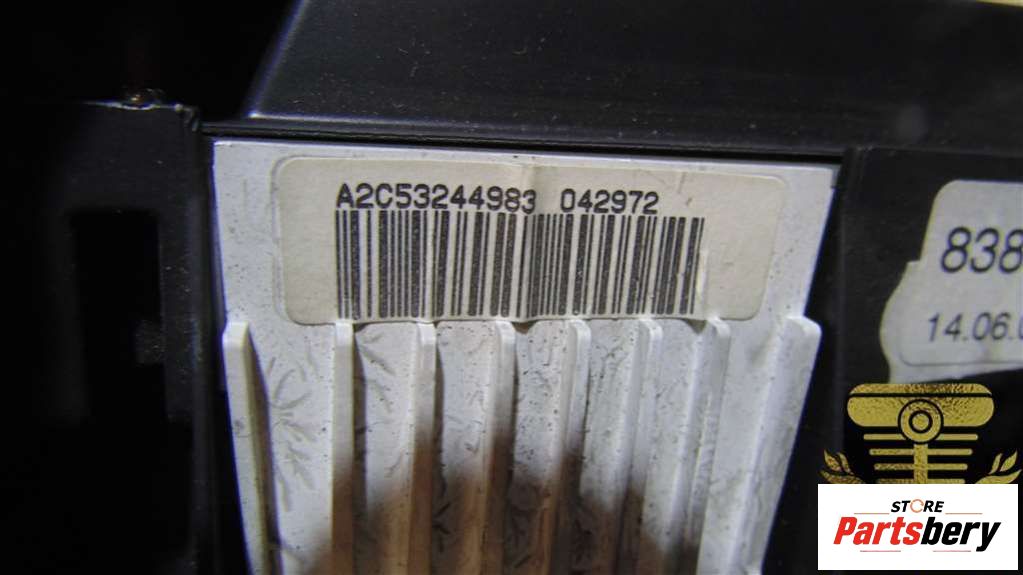 A2C53244983 042972
838
14.06.
STORE
Partsbery